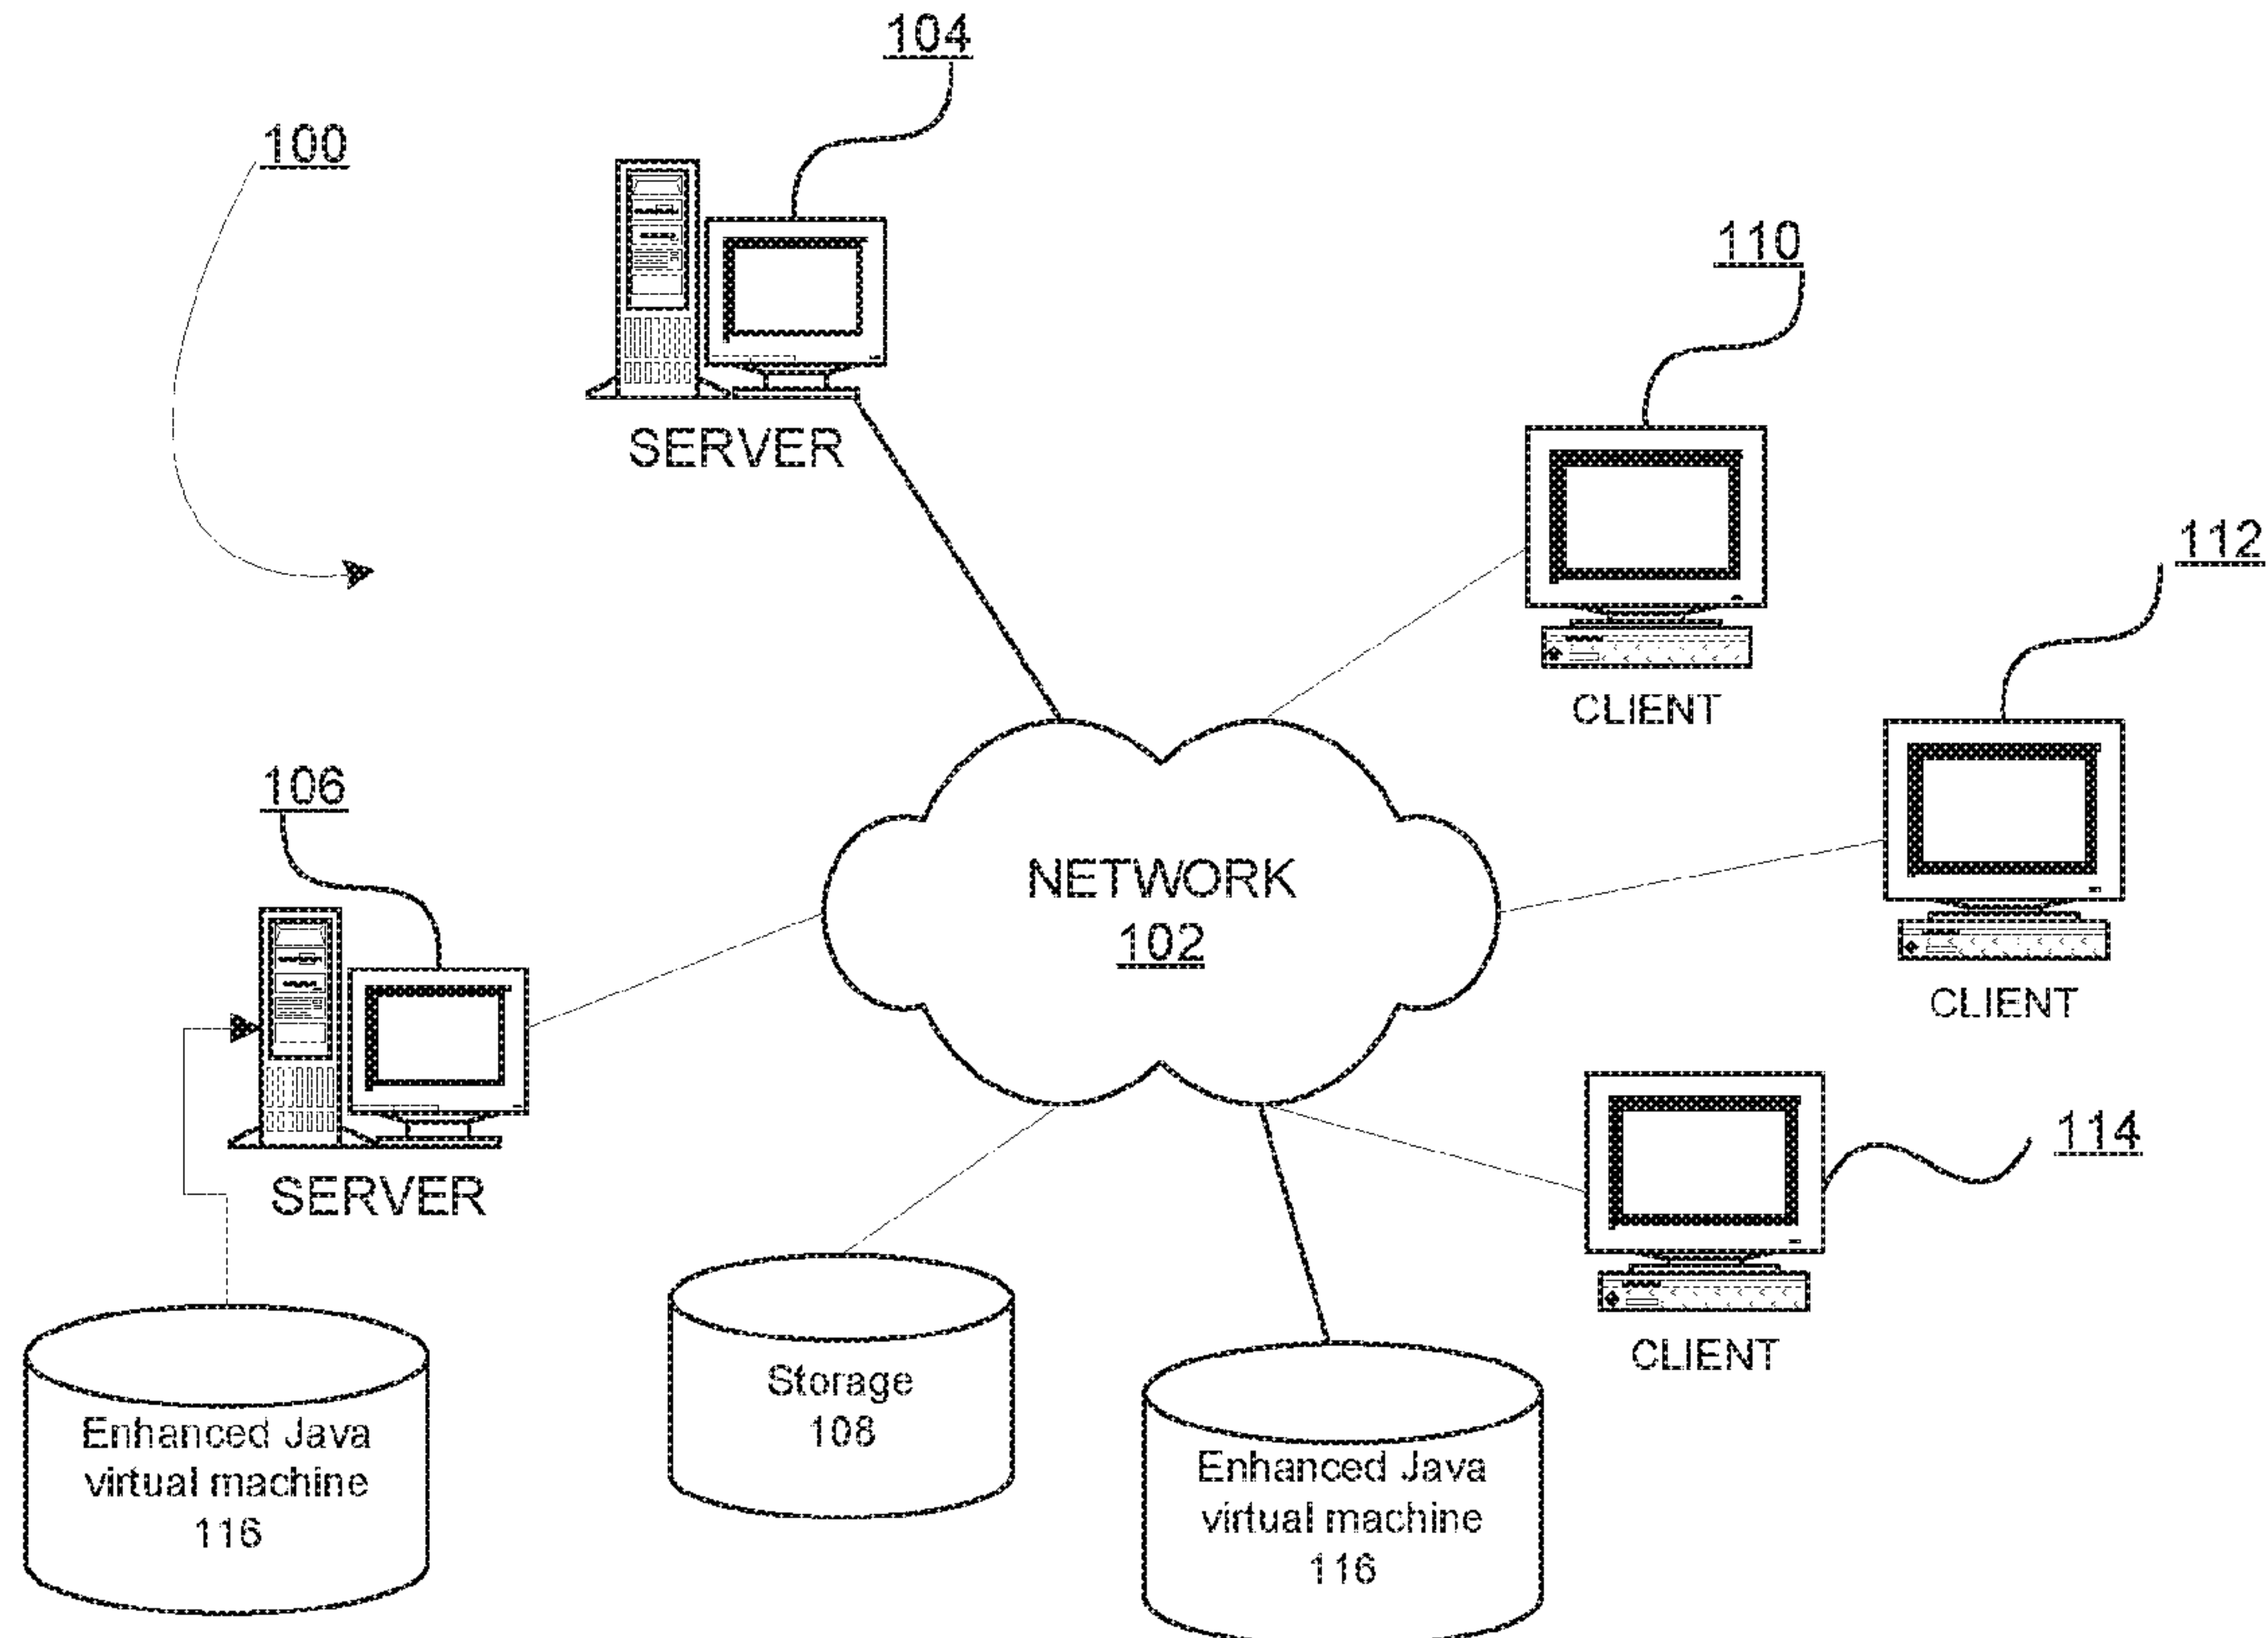 104
100
110
SERVER
112
CLIENT
106
NETWORK
102
CLIENT
114
SERVER
CLIENT
Storage
108
Enhanced Java
virtual machine
116
Enhanced Java
virtual machine
116